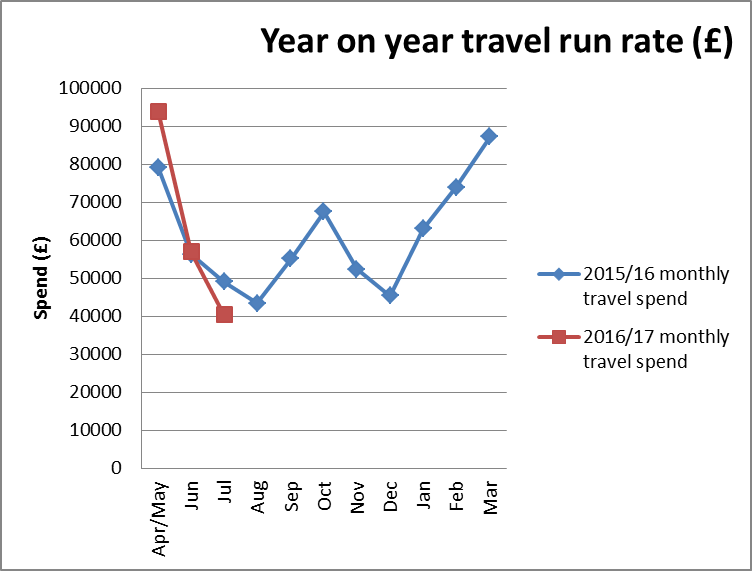 Year on year travel run rate (£)
100000
90000
80000
70000
60000
50000
40000
30000
20000
10000
0
Spend (£)
Apr/May
Jun
Jul
Aug
Sep
Oct
Nov
Dec
Jan
Feb
Mar
2015/16 monthly
travel spend
2016/17 monthly
travel spend